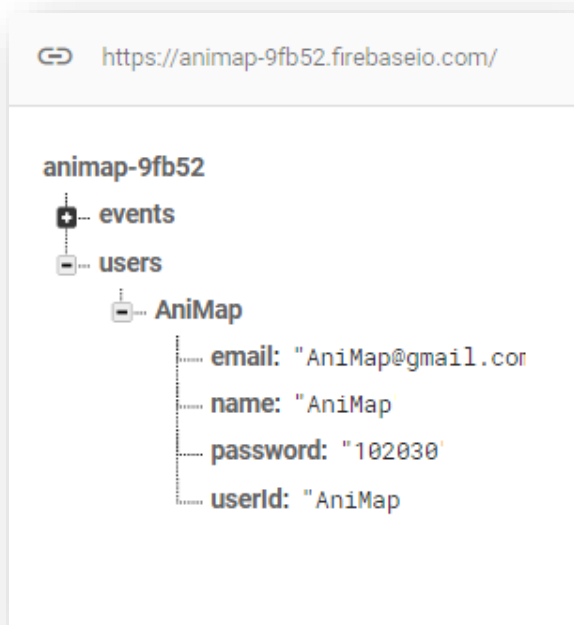 https://animap-9fb52.firebaseio.com/
animap-9fb52
events
users
AniMap
email: "AniMap@gmail.com
name: "AniMap
password: "102030"
userId: "AniMap